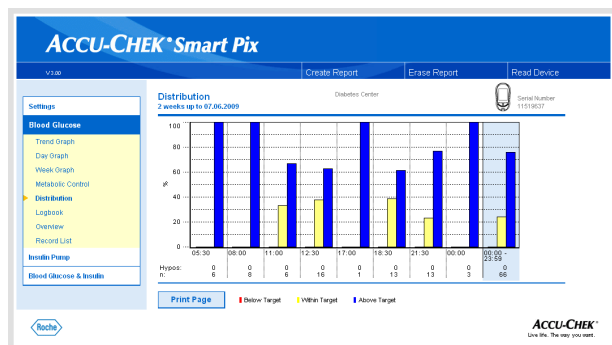 ACCU-CHEK® Smart Pix
V3.00
Create Report Erase Report Read Device
Distribution
2 weeks up to 07.06.2009
Diabetes Center
Serial Number
11519637
Settings
Blood Glucose
Trend Graph
Day Graph
Week Graph
Metabolic Control
Distribution
Logbook
Overview
Record List
Insulin Pump
Blood Glucose & Insulin
100
80
60
40
20
0
%
05:30 08:00 11:00 12:30 17:00 18:30 21:30 00:00 00:00 -
23:59
Hypos: 0 0 0 0 0 0 0 0 0
n: 6 8 6 16 1 13 13 3 66
Print Page Below Target Within Target Above Target
Roche
ACCU-CHEK®
Live life. The way you want.